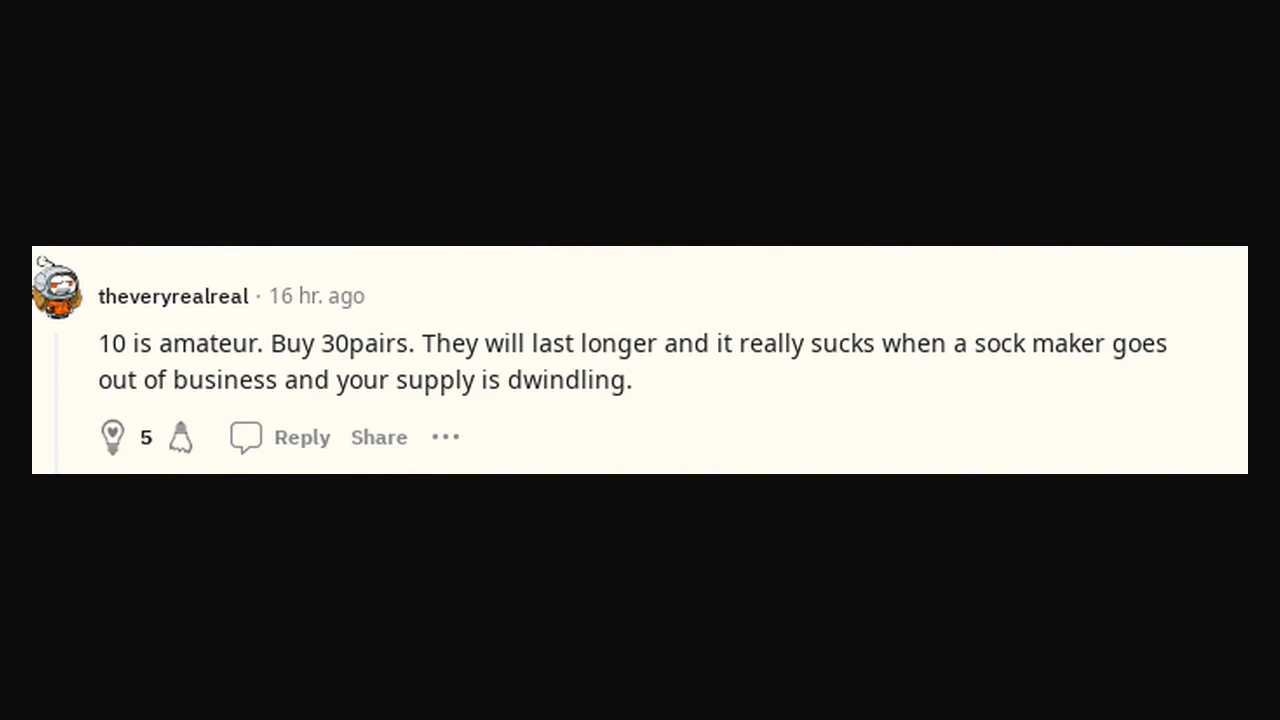 theveryrealreal · 16 hr. ago
10 is amateur. Buy 30pairs. They will last longer and it really sucks when a sock maker goes
out of business and your supply is dwindling.
5 Reply Share •••